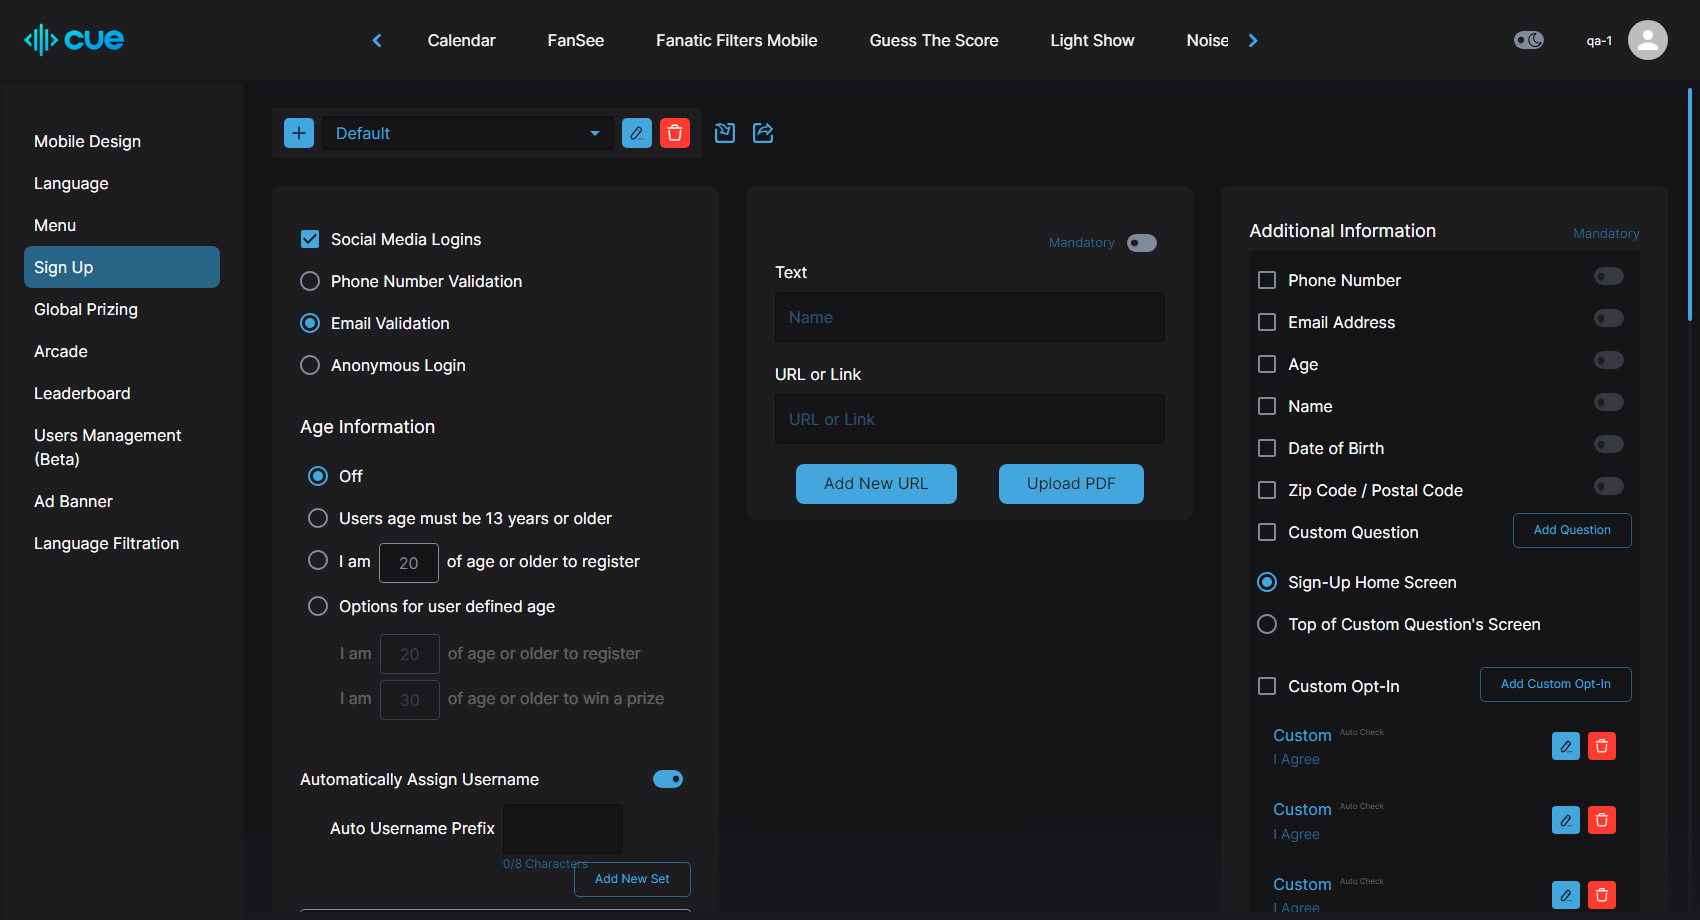 cue
Calendar
FanSee
Fanatic Filters Mobile
Guess The Score
Light Show
Noise
qa-1
Mobile Design
Language
Menu
Sign Up
Global Prizing
Arcade
Leaderboard
Users Management
(Beta)
Ad Banner
Language Filtration
Default
Social Media Logins
Phone Number Validation
Email Validation
Anonymous Login
Age Information
Off
Users age must be 13 years or older
I am 20 of age or older to register
Options for user defined age
I am 20 of age or older to register
I am 30 of age or older to win a prize
Automatically Assign Username
Auto Username Prefix
0/8 Characters
Add New Set
Mandatory
Text
Name
URL or Link
URL or Link
Add New URL
Upload PDF
Additional Information
Mandatory
Phone Number
Email Address
Age
Name
Date of Birth
Zip Code / Postal Code
Custom Question
Add Question
Sign-Up Home Screen
Top of Custom Question's Screen
Custom Opt-In
Add Custom Opt-In
Custom Auto Check
I Agree
Custom Auto Check
I Agree
Custom Auto Check
I Agree